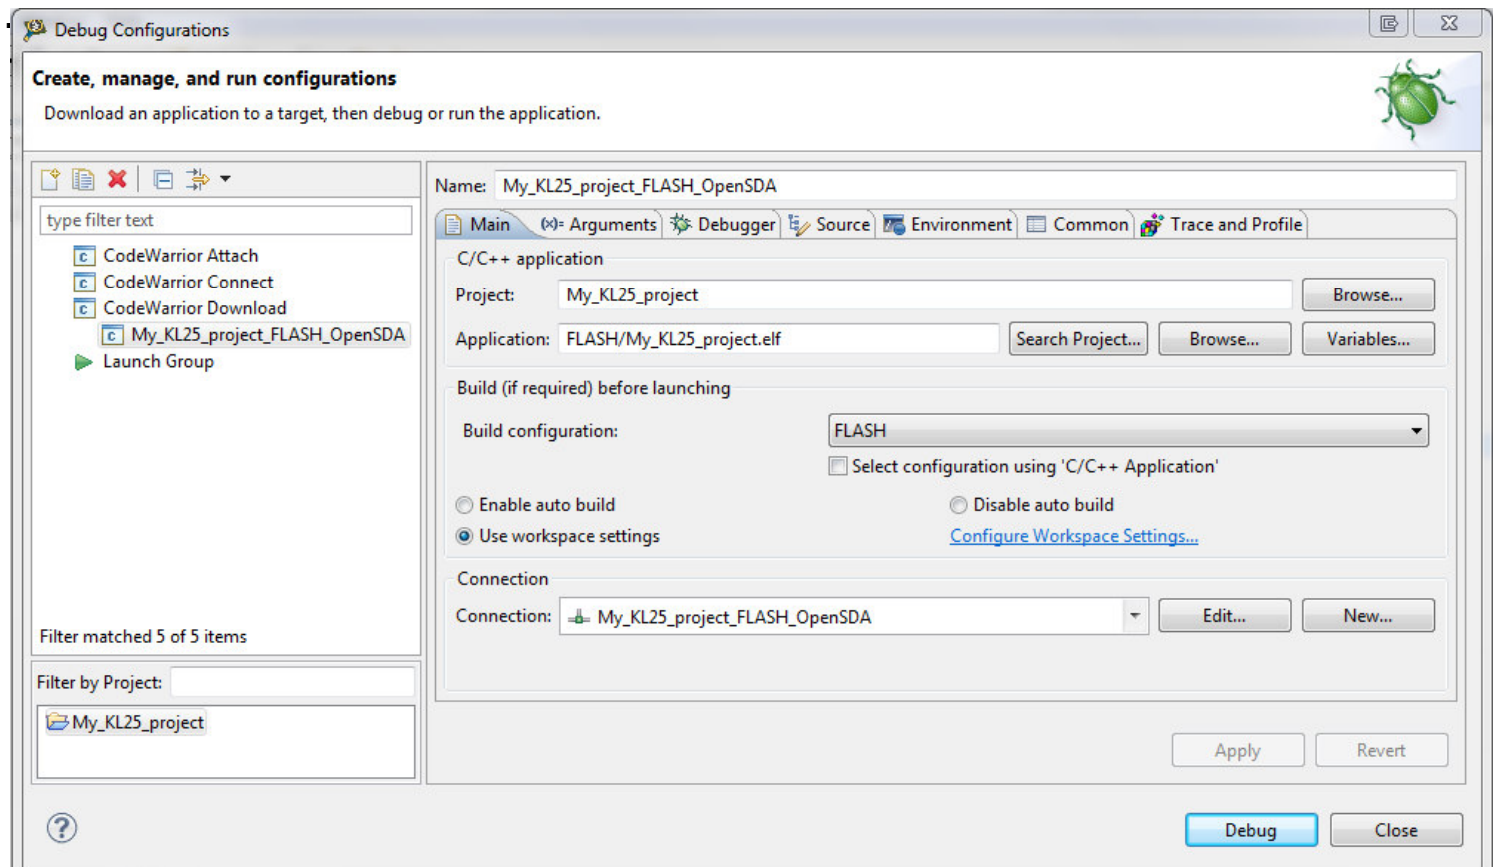 Debug Configurations
Create, manage, and run configurations
Download an application to a target, then debug or run the application.
type filter text
CodeWarrior Attach
CodeWarrior Connect
CodeWarrior Download
My_KL25_project_FLASH_OpenSDA
Launch Group
Filter matched 5 of 5 items
Filter by Project:
My_KL25_project
Name: My_KL25_project_FLASH_OpenSDA
Main (x)= Arguments Debugger Source Environment Common Trace and Profile
C/C++ application
Project: My_KL25_project Browse...
Application: FLASH/My_KL25_project.elf Search Project... Browse... Variables...
Build (if required) before launching
Build configuration: FLASH
Select configuration using 'C/C++ Application'
Enable auto build Disable auto build
Use workspace settings Configure Workspace Settings...
Connection
Connection: My_KL25_project_FLASH_OpenSDA Edit... New...
Apply Revert
? Debug Close